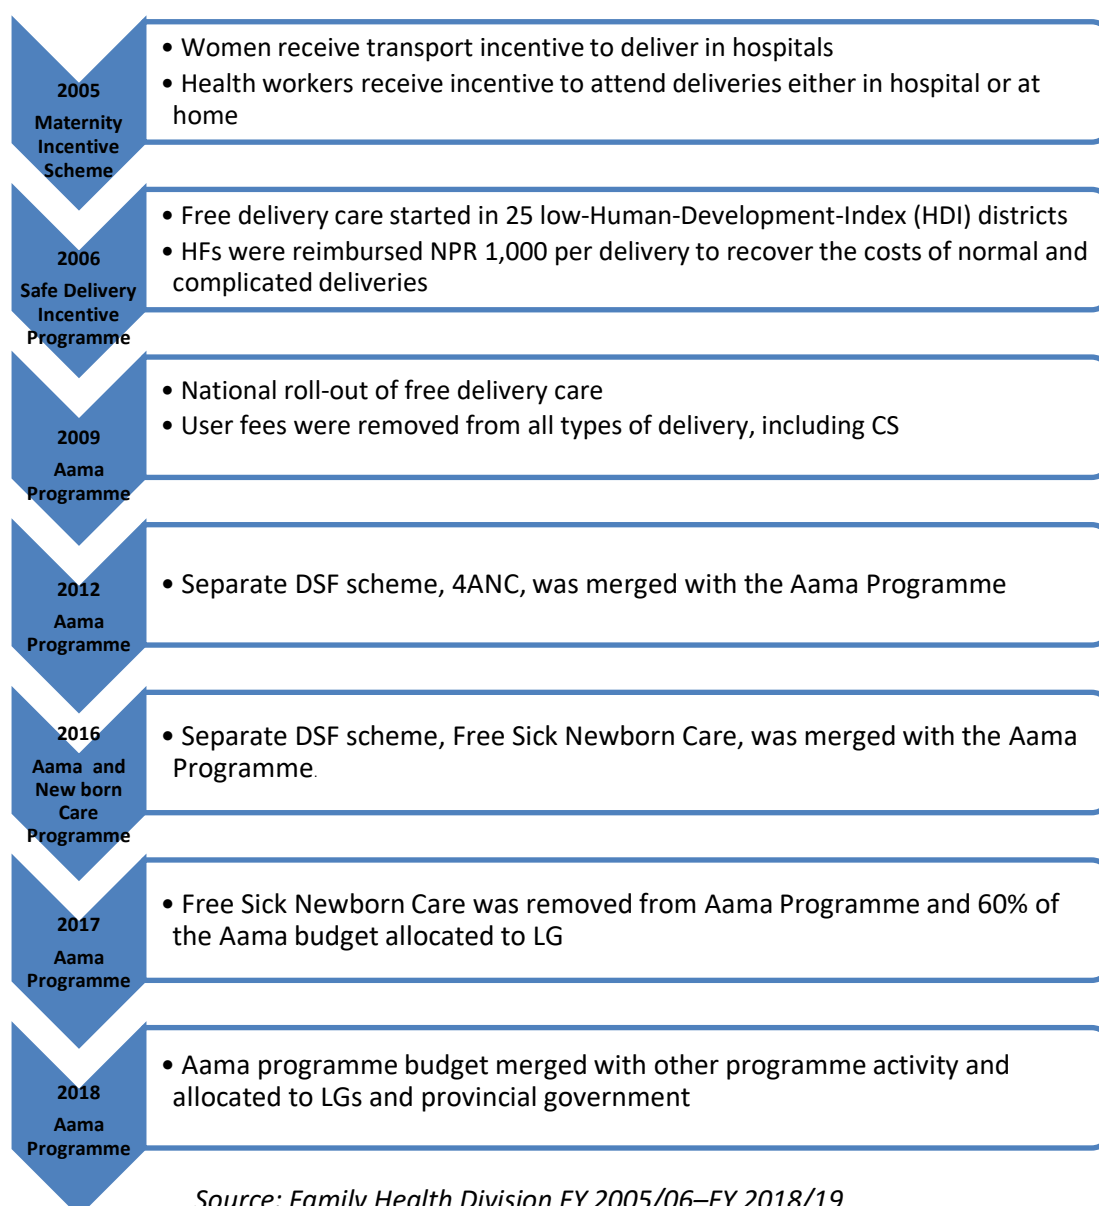 2005
Maternity
Incentive
Scheme
• Women receive transport incentive to deliver in hospitals
• Health workers receive incentive to attend deliveries either in hospital or at
home
2006
Safe Delivery
Incentive
Programme
• Free delivery care started in 25 low-Human-Development-Index (HDI) districts
• HFs were reimbursed NPR 1,000 per delivery to recover the costs of normal and
complicated deliveries
2009
Aama
Programme
• National roll-out of free delivery care
• User fees were removed from all types of delivery, including CS
2012
Aama
Programme
• Separate DSF scheme, 4ANC, was merged with the Aama Programme
2016
Aama and
New born
Care
Programme
• Separate DSF scheme, Free Sick Newborn Care, was merged with the Aama
Programme.
2017
Aama
Programme
• Free Sick Newborn Care was removed from Aama Programme and 60% of
the Aama budget allocated to LG
2018
Aama
Programme
• Aama programme budget merged with other programme activity and
allocated to LGs and provincial government
Source: Family Health Division FY 2005/06–FY 2018/19